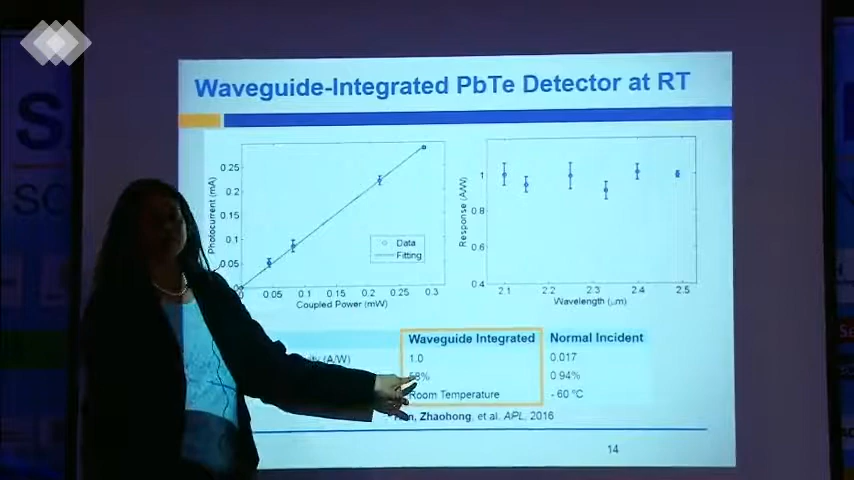 Waveguide-Integrated PbTe Detector at RT
Photocurrent (mA)
0.25
0.2
0.15
0.1
0.05
0
0.05
0.1
0.15
0.2
0.25
0.3
Coupled Power (mW)
Data
Fitting
Response (A/W)
1
0.8
0.6
0.4
2.1
2.2
2.3
2.4
2.5
Wavelength (μm)
Waveguide Integrated Normal Incident
(A/W) 1.0 0.017
0.94%
Room Temperature - 60 ºC
Zhaohong, et al. APL, 2016
14
S
SC